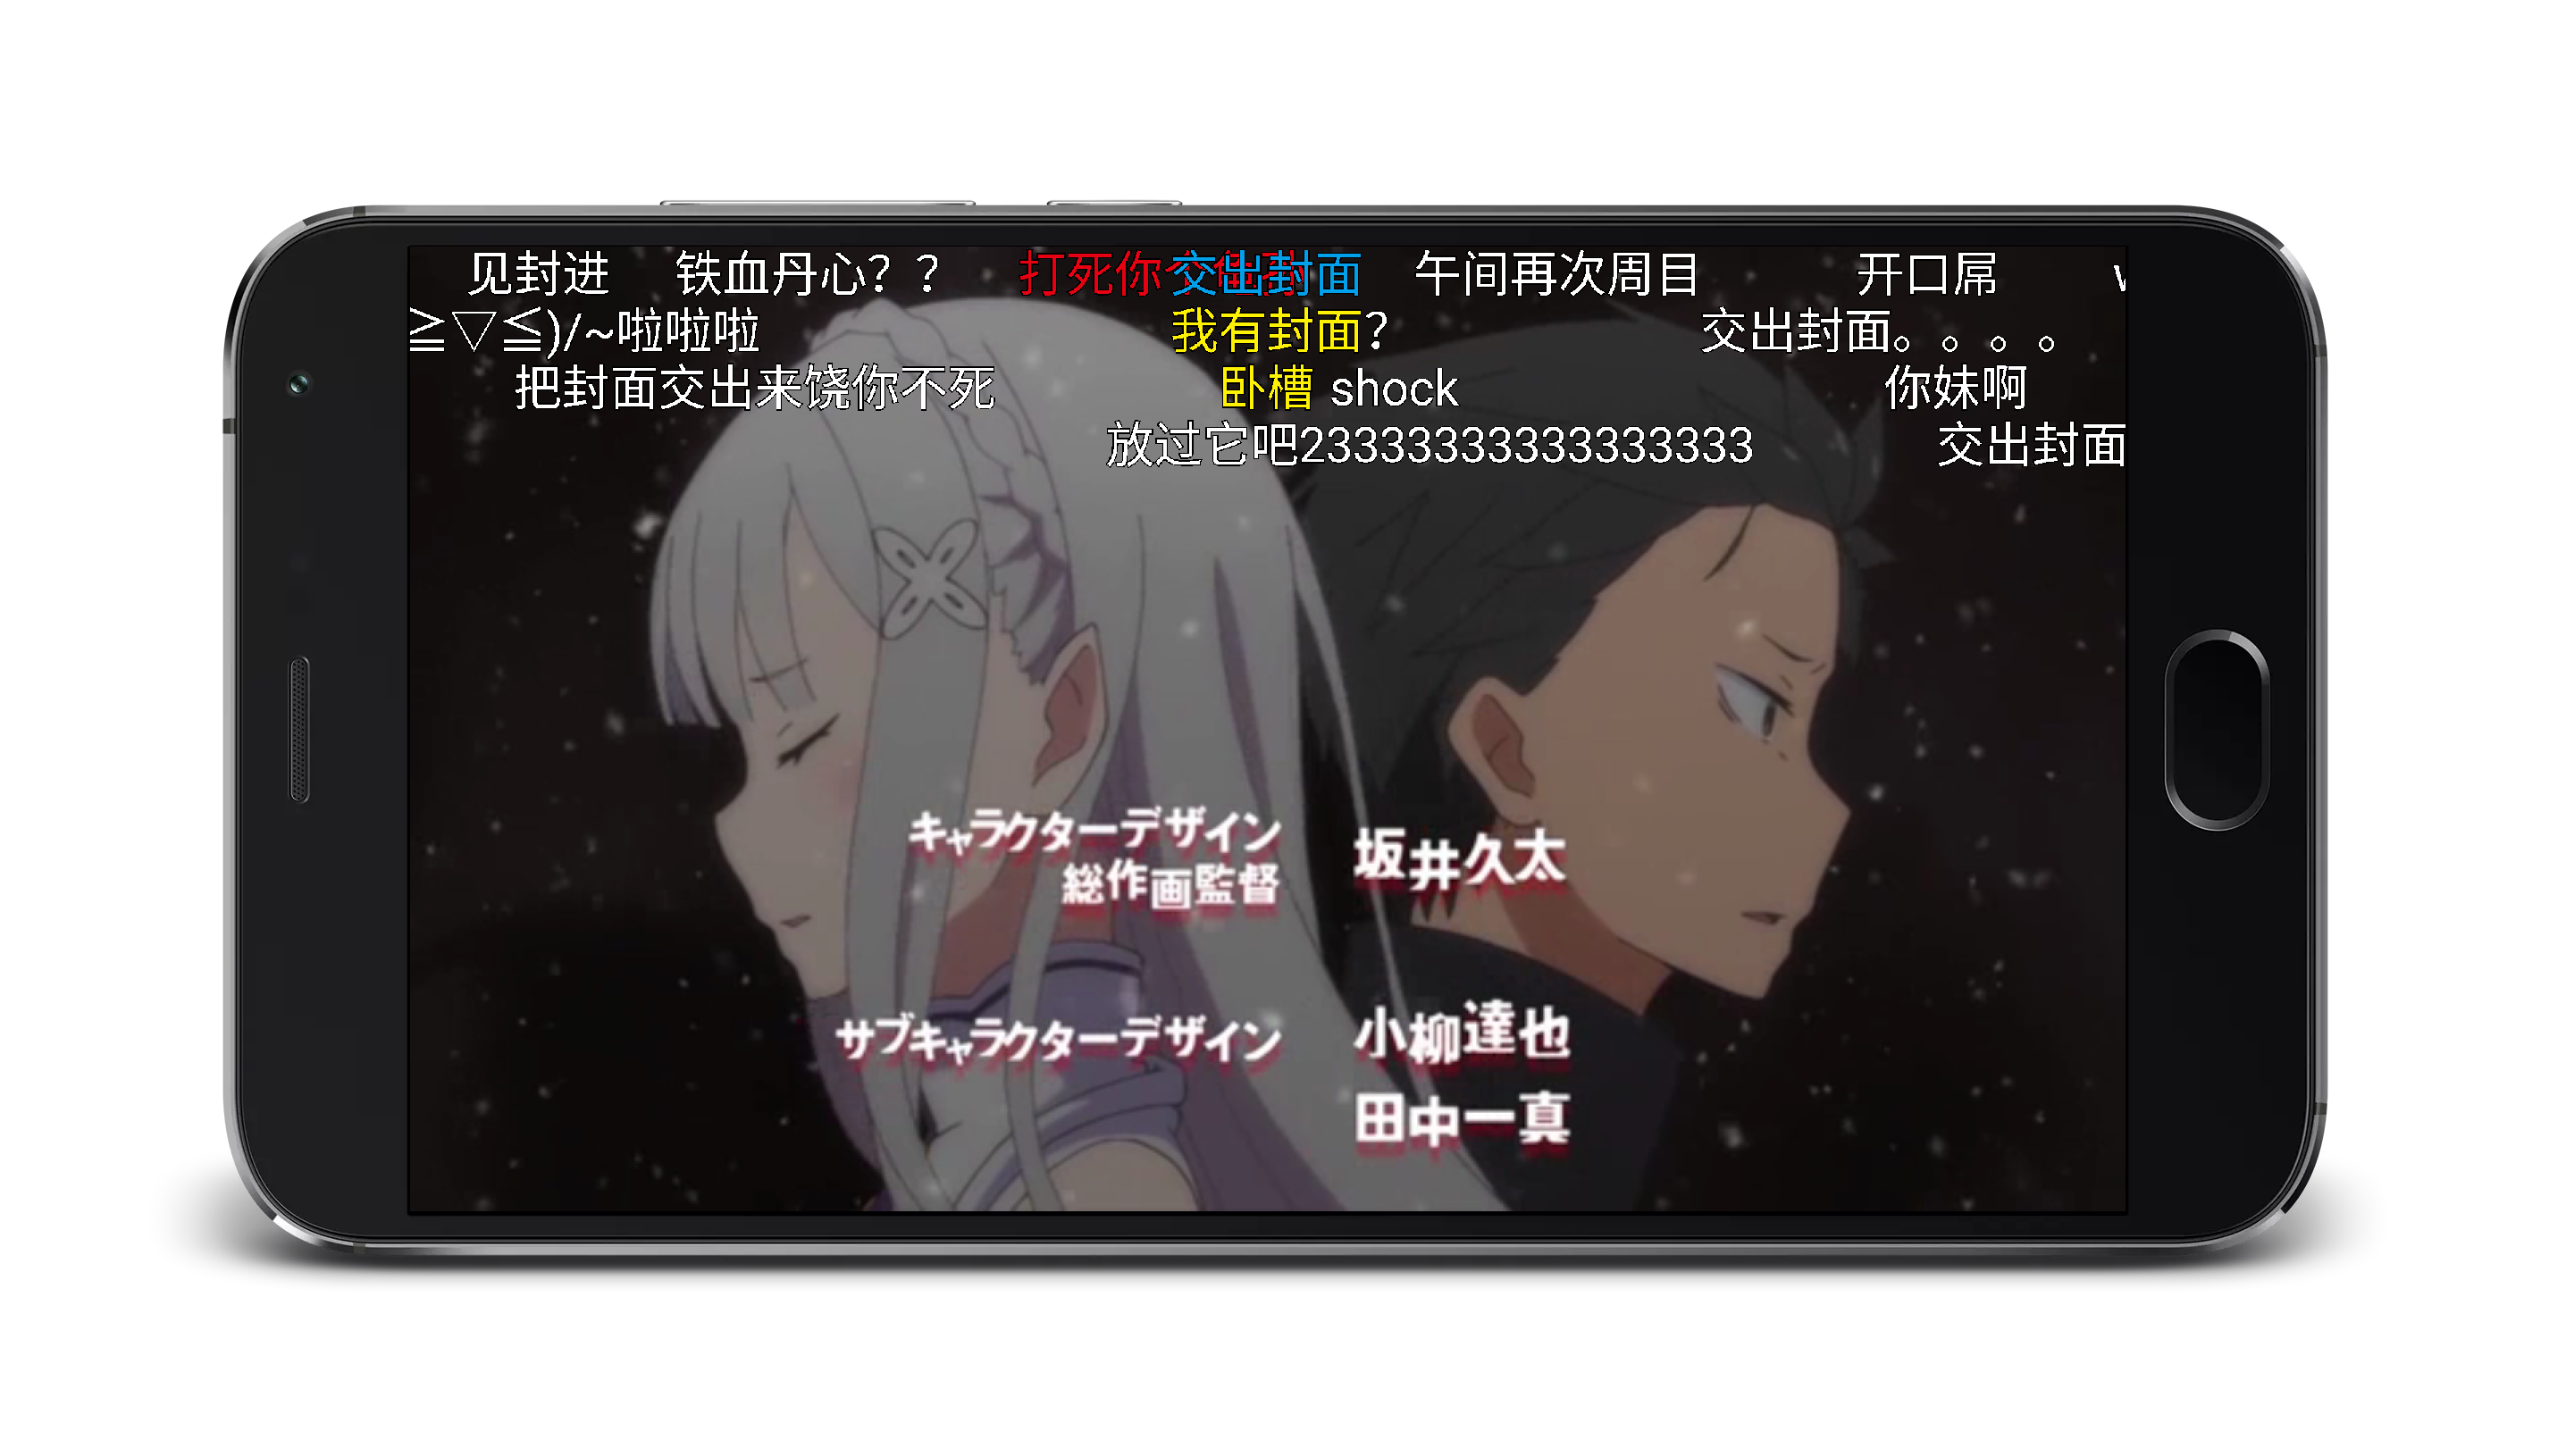 见封进 铁血丹心？？ 打死你个 交出封面 午间再次周目 开口屌
≧▽≦)/~啦啦啦 我有封面? 交出封面。。。。
把封面交出来饶你不死 卧槽 shock 你妹啊
放过它吧23333333333333333 交出封面
キャラクターデザイン
総作画監督
坂井久太
サブキャラクターデザイン 小柳達也
田中一真